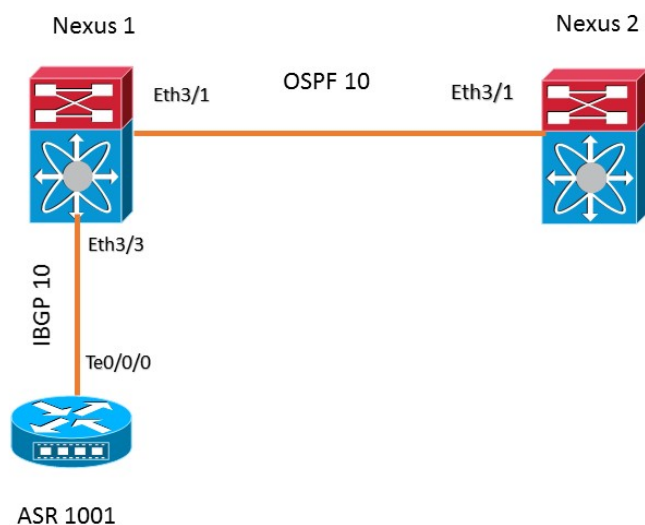 Nexus 1
Nexus 2
OSPF 10
Eth3/1
Eth3/1
Eth3/3
IBGP 10
Te0/0/0
ASR 1001